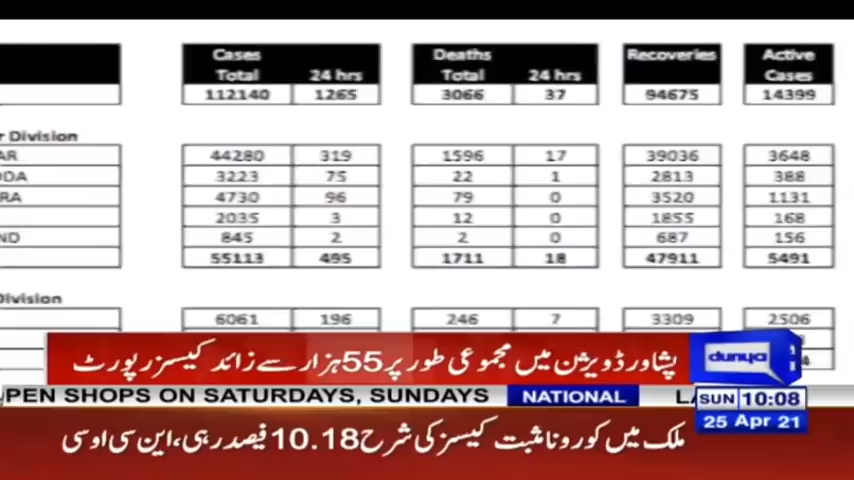 Cases Deaths Recoveries Active
Total 24 hrs Total 24 hrs Cases
112140 1265 3066 37 94675 14399
r Division
AR 44280 319 1596 17 39036 3648
DDA 3223 75 22 1 2813 388
RA 4730 96 79 0 3520 1131
2035 3 12 0 1855 168
ND 845 2 2 0 687 156
55113 495 1711 18 47911 5491
Division
6061 196 246 7 3309 2506
پشاور ڈویژن میں مجموعی طور پر 55 ہزار سے زائد کیسز رپورٹ
dunya
PEN SHOPS ON SATURDAYS, SUNDAYS NATIONAL LA
SUN 10:08
25 Apr 21
ملک میں کورونا مثبت کیسز کی شرح 10.18 فیصد رہی، این سی او سی